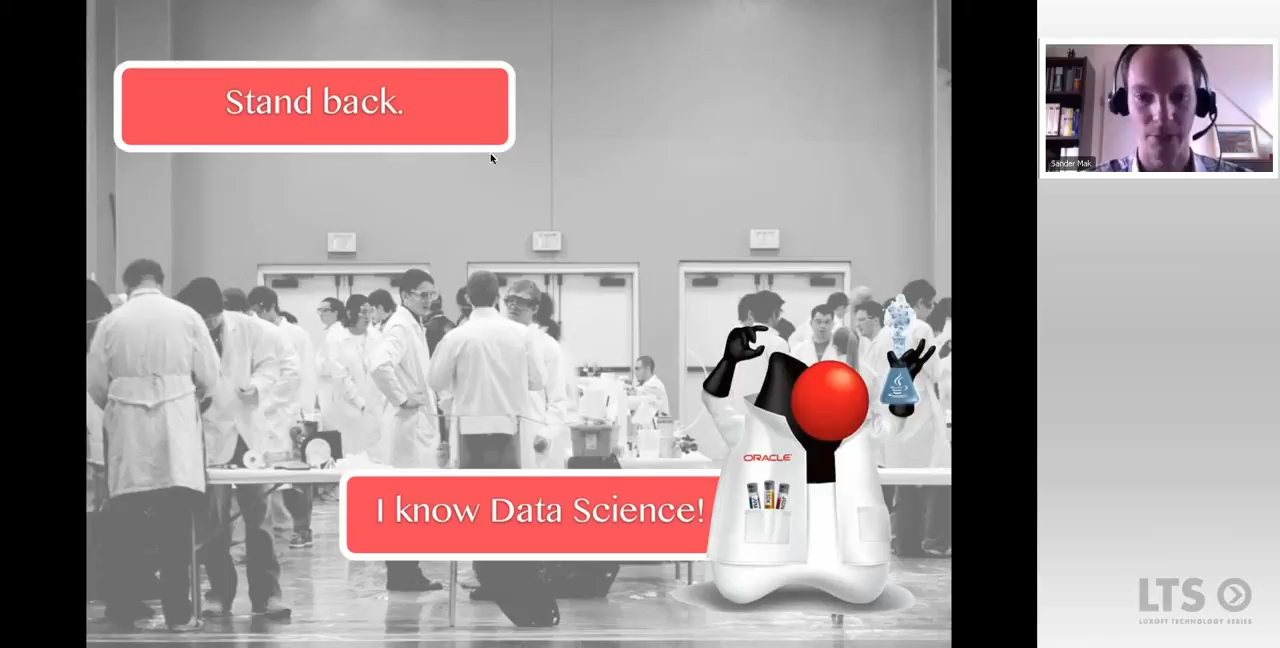 Stand back.
Sander Mak
ORACLE
I know Data Science!
LTS
LUXOFT TECHNOLOGY SERIES